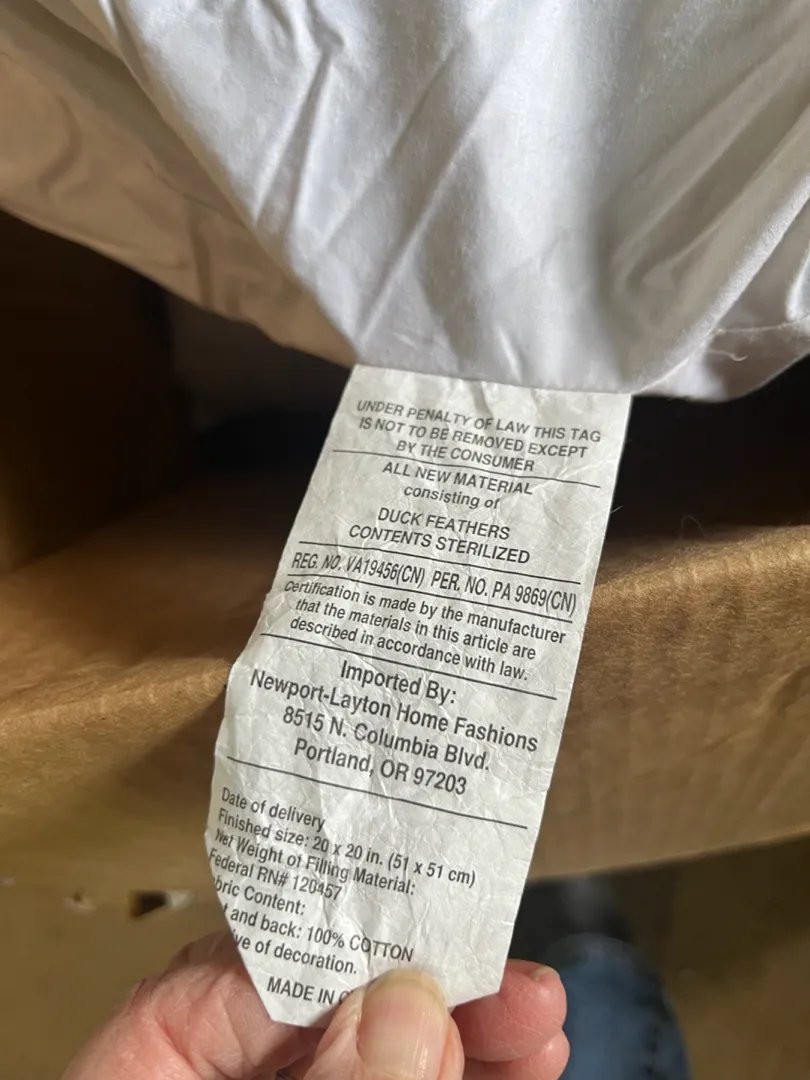 UNDER PENALTY OF LAW THIS TAG
IS NOT TO BE REMOVED EXCEPT
BY THE CONSUMER
ALL NEW MATERIAL
consisting of
DUCK FEATHERS
CONTENTS STERILIZED
REG. NO. VA19456(CN) PER. NO. PA 9869(CN)
Certification is made by the manufacturer
that the materials in this article are
described in accordance with law.
Imported By:
Newport-Layton Home Fashions
8515 N. Columbia Blvd.
Portland, OR 97203
Date of delivery
Finished size: 20 x 20 in. (51 x 51 cm)
Net Weight of Filling Material:
Federal RN# 120457
Content:
and back: 100% COTTON
of decoration.
MADE IN